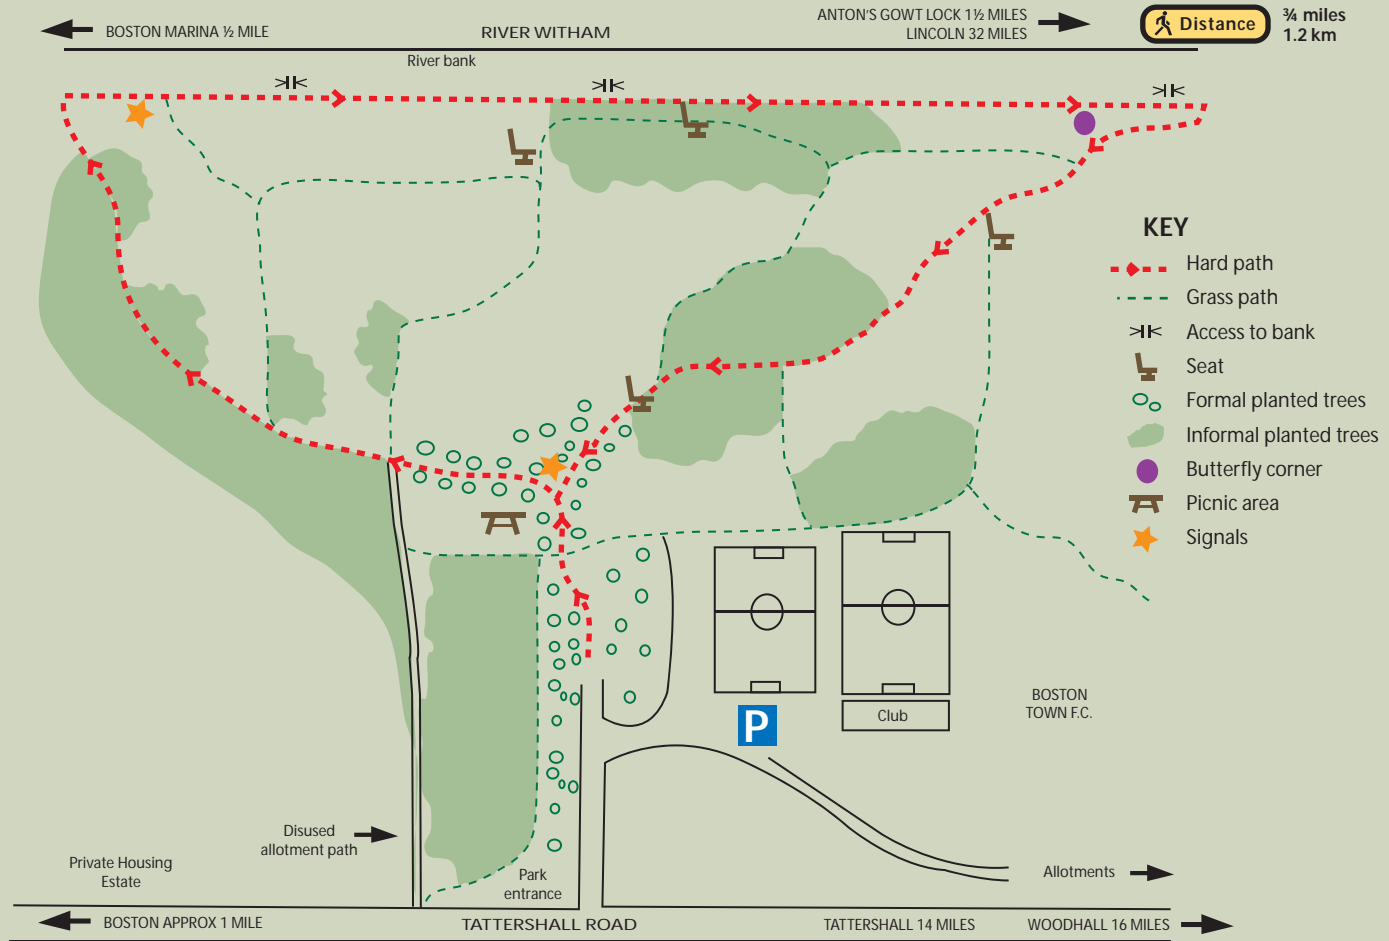 BOSTON MARINA ½ MILE
RIVER WITHAM
ANTON'S GOWT LOCK 1½ MILES
LINCOLN 32 MILES
Distance
¾ miles
1.2 km
River bank
KEY
Hard path
Grass path
Access to bank
Seat
Formal planted trees
Informal planted trees
Butterfly corner
Picnic area
Signals
BOSTON
TOWN F.C.
P
Club
Disused
allotment path
Private Housing
Estate
Park
entrance
Allotments
BOSTON APPROX 1 MILE
TATTERSHALL ROAD
TATTERSHALL 14 MILES
WOODHALL 16 MILES